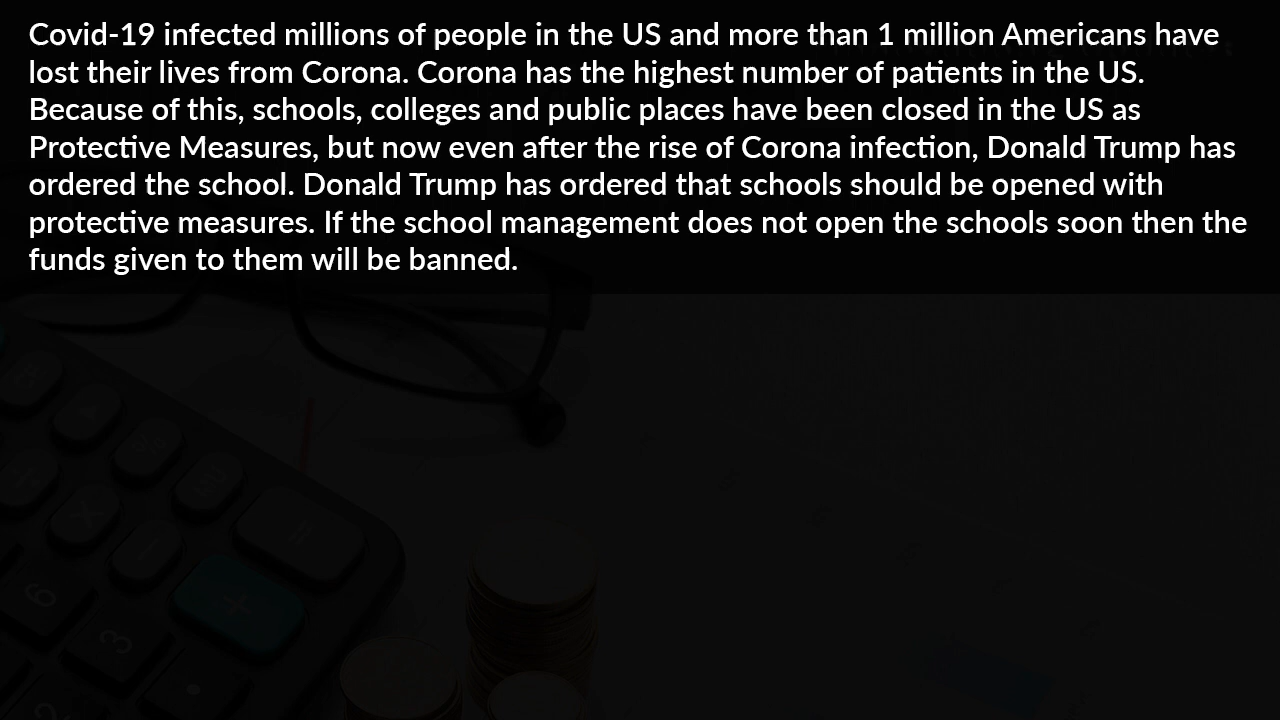 Covid-19 infected millions of people in the US and more than 1 million Americans have
lost their lives from Corona. Corona has the highest number of patients in the US.
Because of this, schools, colleges and public places have been closed in the US as
Protective Measures, but now even after the rise of Corona infection, Donald Trump has
ordered the school. Donald Trump has ordered that schools should be opened with
protective measures. If the school management does not open the schools soon then the
funds given to them will be banned.
6
3